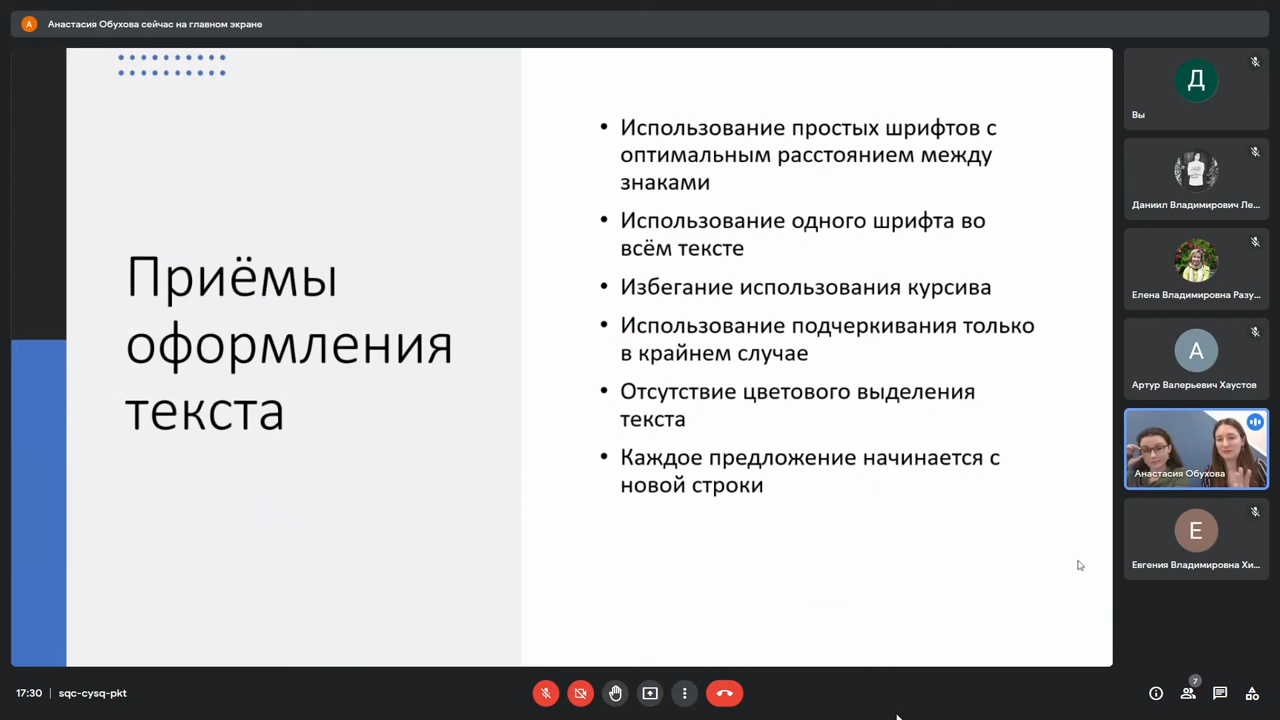 А
Анастасия Обухова сейчас на главном экране
Приёмы
оформления
текста
• Использование простых шрифтов с
оптимальным расстоянием между
знаками
• Использование одного шрифта во
всём тексте
• Избегание использования курсива
• Использование подчеркивания только
в крайнем случае
• Отсутствие цветового выделения
текста
• Каждое предложение начинается с
новой строки
Д
Вы
Даниил Владимирович Ле...
Елена Владимировна Разу...
А
Артур Валерьевич Хаустов
Анастасия Обухова
Е
Евгения Владимировна Хи...
17:30 | sqc-cysq-pkt
7